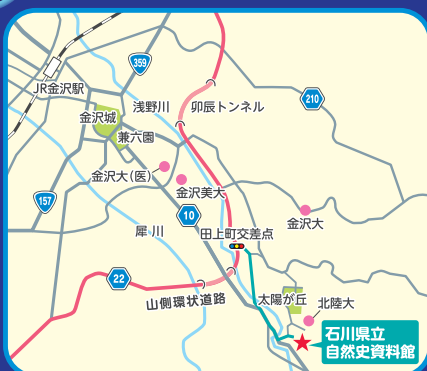 359
JR金沢駅
浅野川
卯辰トンネル
210
金沢城
兼六園
金沢大(医)
金沢美大
157
10
金沢大
犀川
田上町交差点
22
山側環状道路
太陽が丘
北陸大
石川県立
自然史資料館